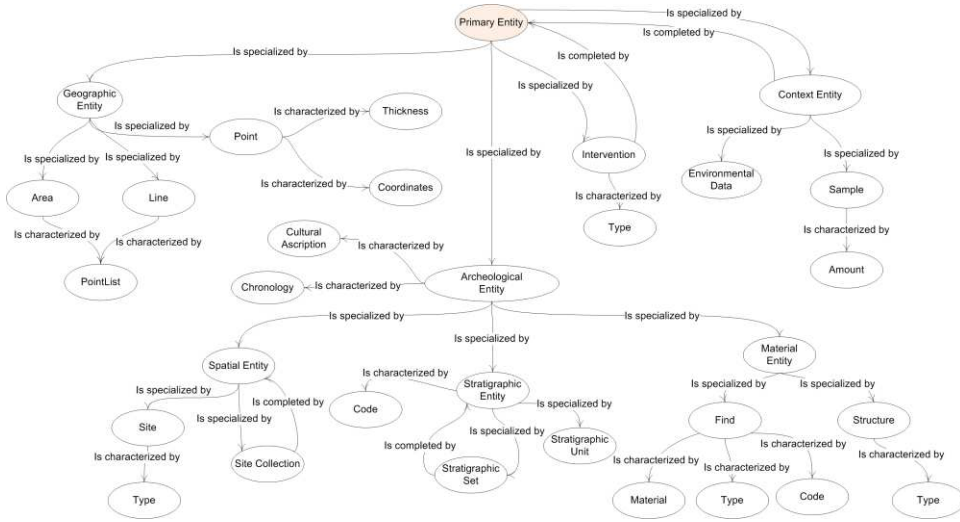 Primary Entity
Is specialized by
Is completed by
Is specialized by
Is completed by
Is specialized by
Geographic
Entity
Context Entity
Is specialized by
Thickness
Is characterized by
Point
Is specialized by
Is specialized by
Is specialized by
Intervention
Is specialized by
Is specialized by
Environmental
Data
Is characterized by
Coordinates
Area
Line
Sample
Is characterized by
Type
Is characterized by
Is characterized by
Is characterized by
Cultural
Ascription
Is characterized by
PointList
Amount
Chronology
Is characterized by
Archeological
Entity
Is specialized by
Is specialized by
Is specialized by
Spatial Entity
Material
Entity
Is characterized by
Stratigraphic
Entity
Is specialized by
Is completed by
Is specialized by
Is specialized by
Is specialized by
Code
Is specialized by
Site
Is completed by
Is specialized by
Find
Structure
Stratigraphic
Unit
Is characterized by
Site Collection
Stratigraphic
Set
Is characterized by
Is characterized by
Is characterized by
Is characterized by
Type
Material
Type
Code
Type